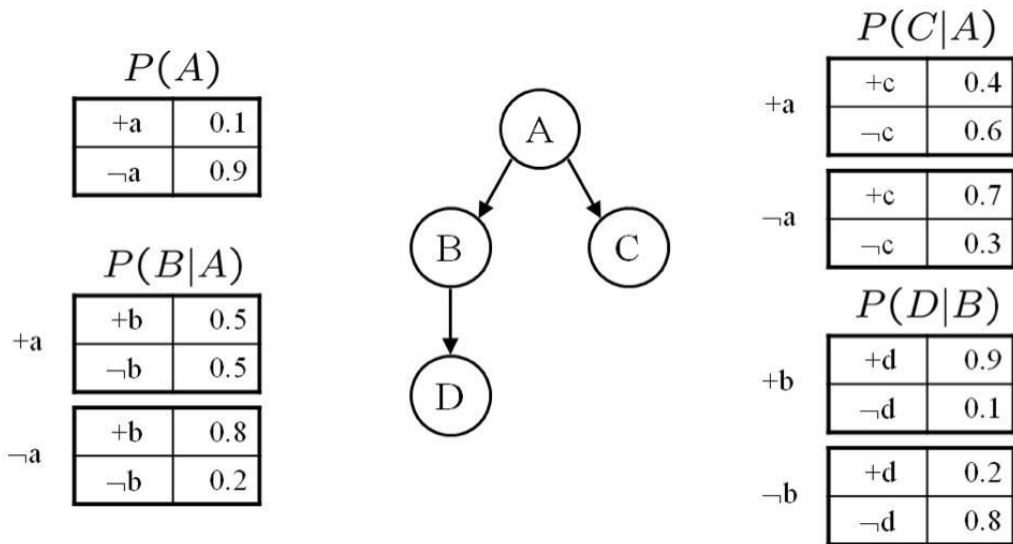 P(A)
+a 0.1
¬a 0.9
P(B|A)
+a
+b 0.5
¬b 0.5
¬a
+b 0.8
¬b 0.2
A
B
C
D
P(C|A)
+a
+c 0.4
¬c 0.6
¬a
+c 0.7
¬c 0.3
P(D|B)
+b
+d 0.9
¬d 0.1
¬b
+d 0.2
¬d 0.8